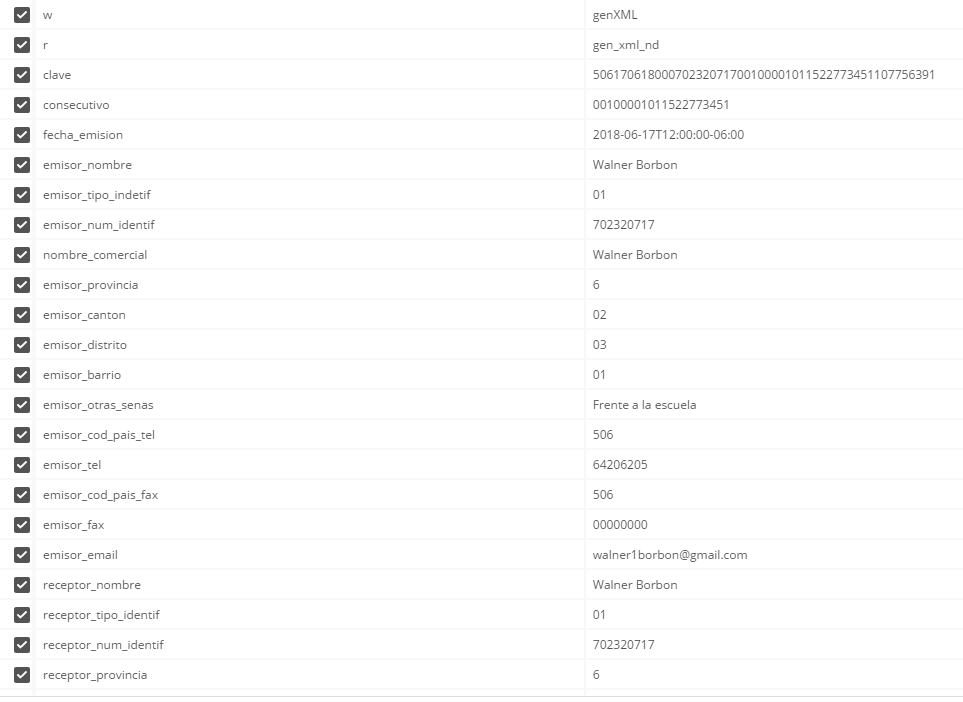 w genXML
r gen_xml_nd
clave 50617061800070232071700100001011522773451107756391
consecutivo 00100001011522773451
fecha_emision 2018-06-17T12:00:00-06:00
emisor_nombre Walner Borbon
emisor_tipo_indetif 01
emisor_num_identif 702320717
nombre_comercial Walner Borbon
emisor_provincia 6
emisor_canton 02
emisor_distrito 03
emisor_barrio 01
emisor_otras_senas Frente a la escuela
emisor_cod_pais_tel 506
emisor_tel 64206205
emisor_cod_pais_fax 506
emisor_fax 00000000
emisor_email walner1borbon@gmail.com
receptor_nombre Walner Borbon
receptor_tipo_identif 01
receptor_num_identif 702320717
receptor_provincia 6